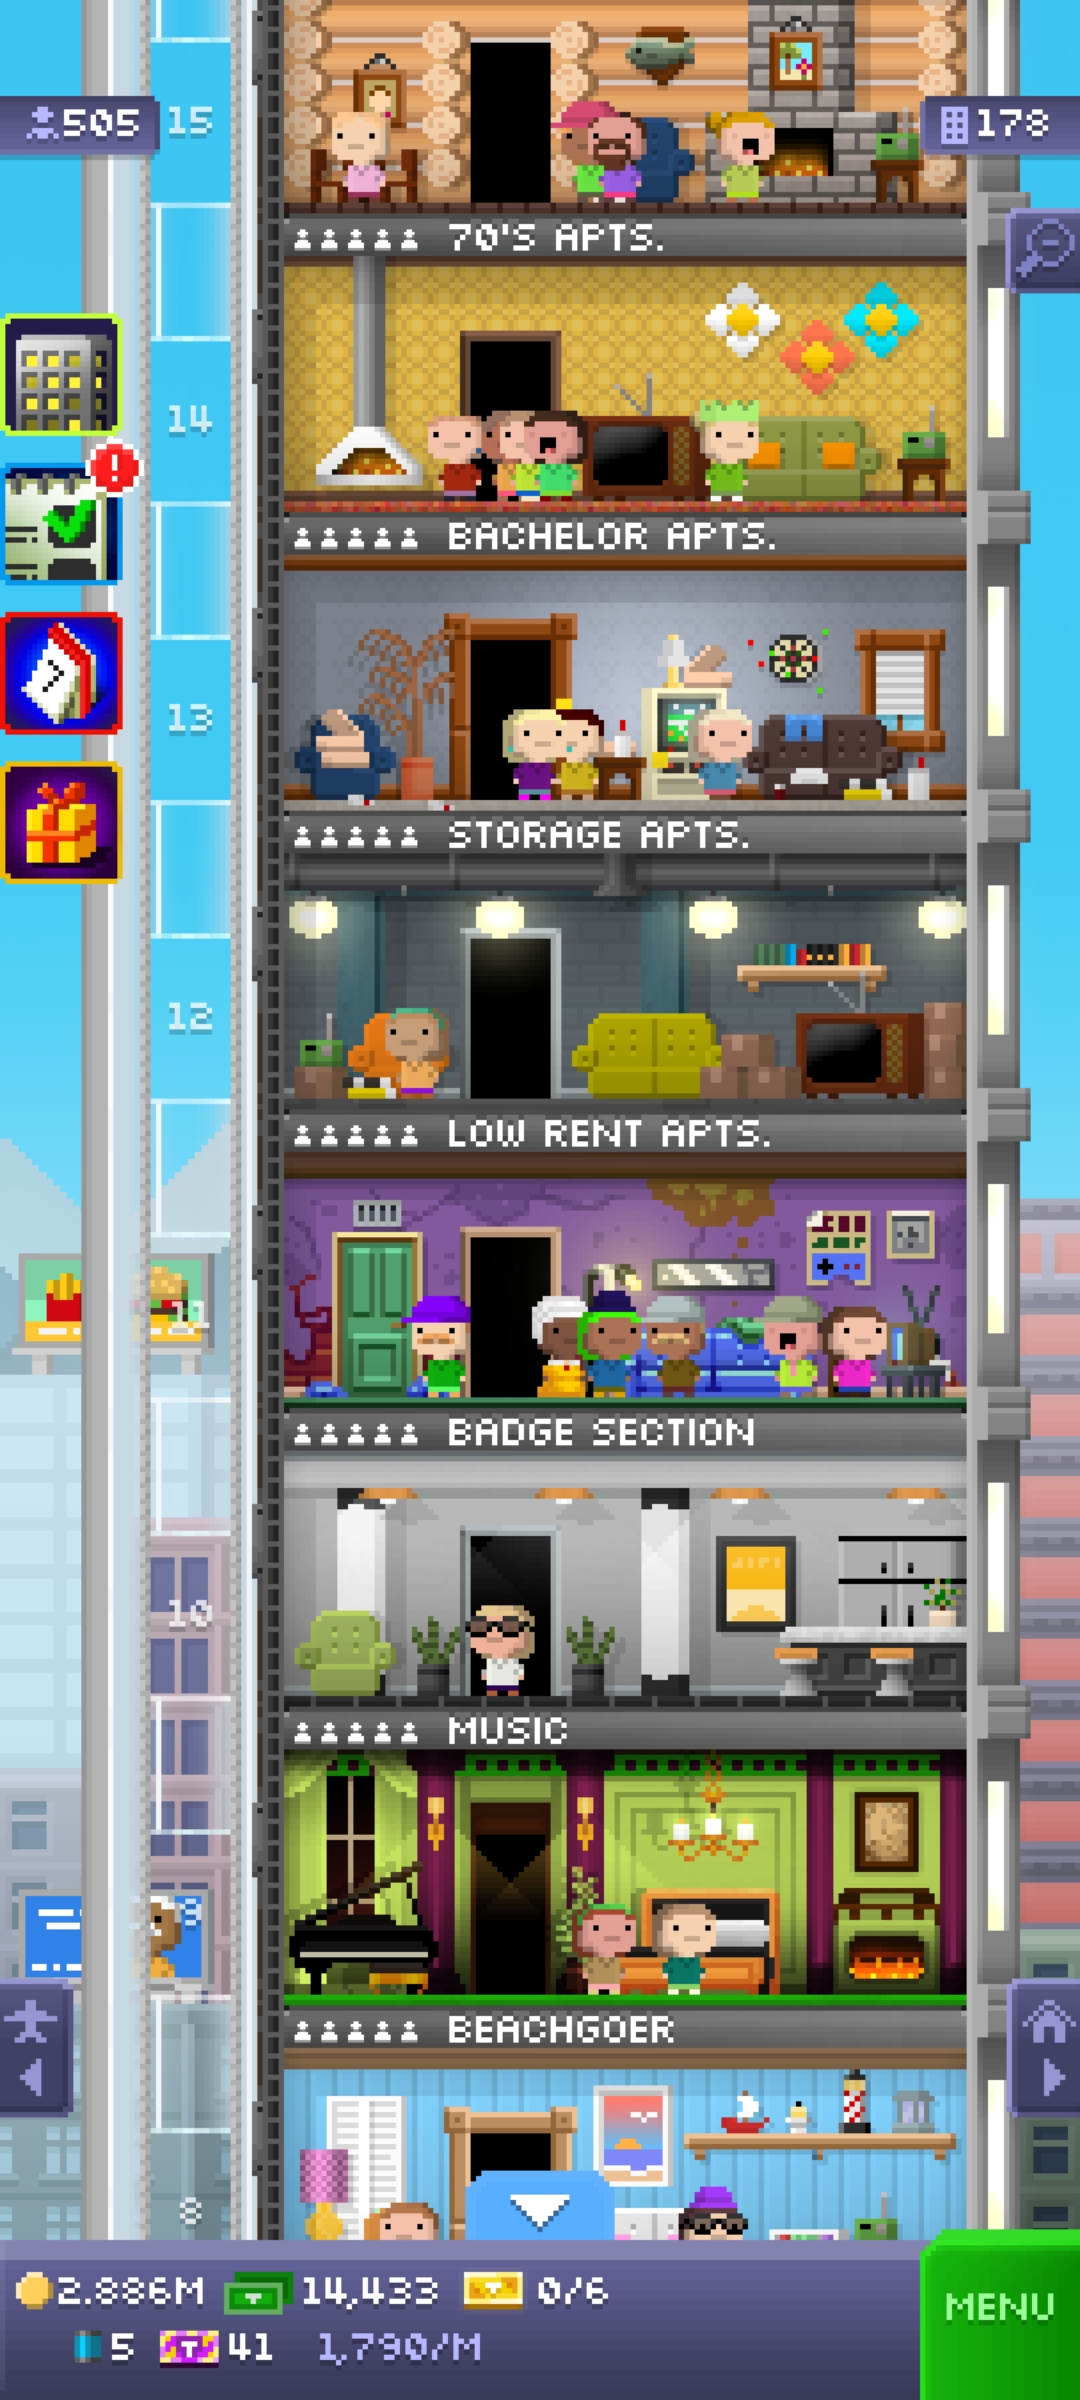 505
15
178
70'S APTS.
14
BACHELOR APTS.
7
13
STORAGE APTS.
12
LOW RENT APTS.
BADGE SECTION
10
MUSIC
BEACHGOER
8
2.886M 14,433 0/6
5 41 1,790/M
MENU